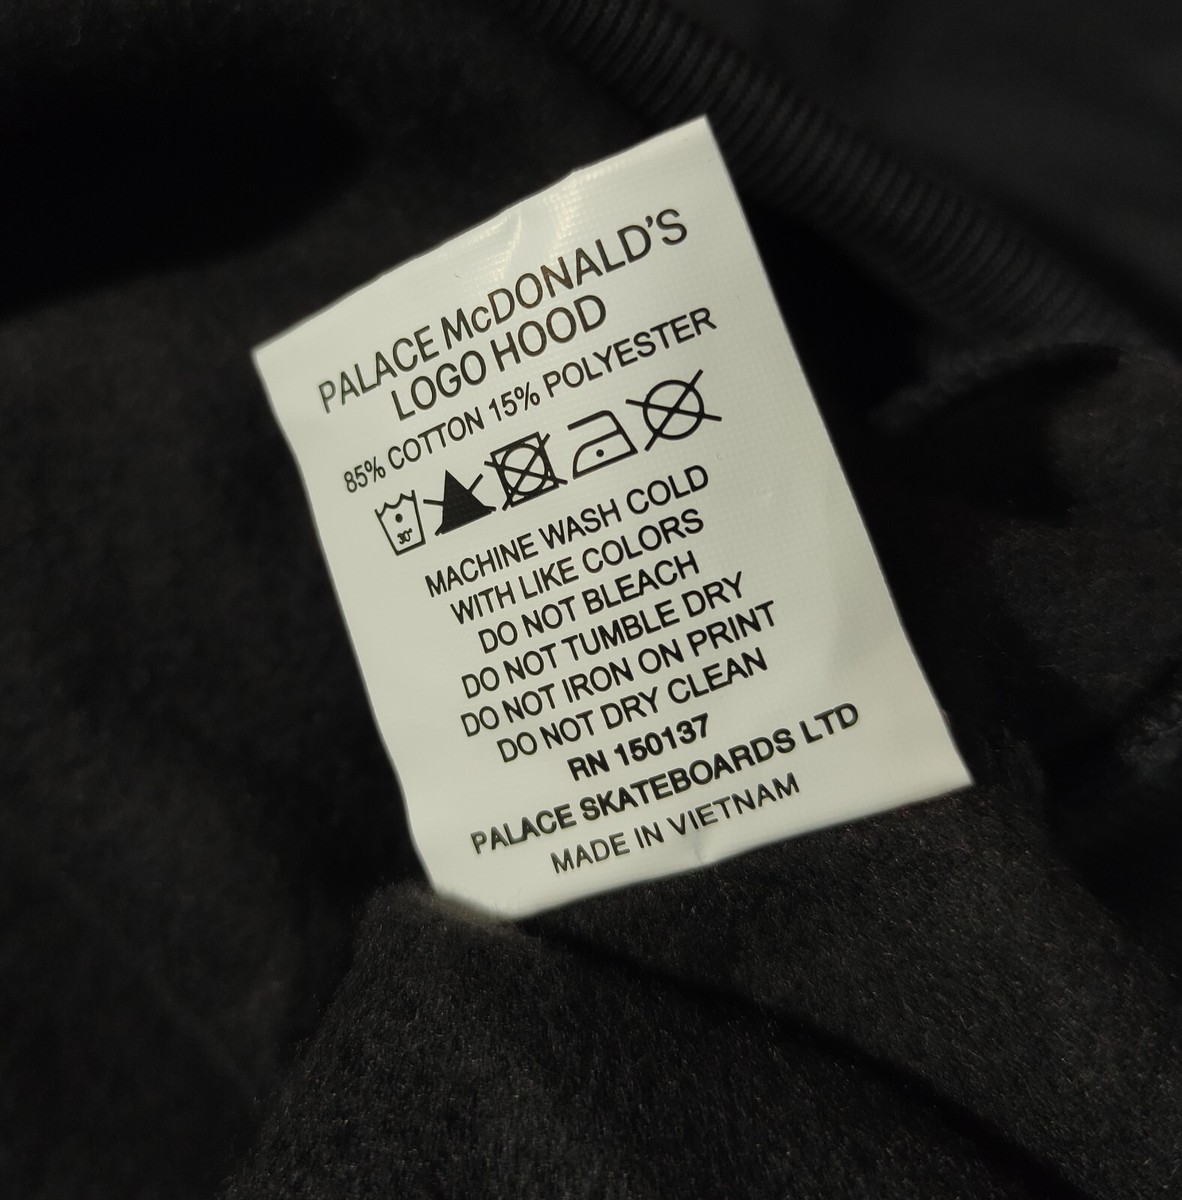 PALACE McDONALD'S
LOGO HOOD
85% COTTON 15% POLYESTER
30°
MACHINE WASH COLD
WITH LIKE COLORS
DO NOT BLEACH
DO NOT TUMBLE DRY
DO NOT IRON ON PRINT
DO NOT DRY CLEAN
RN 150137
PALACE SKATEBOARDS LTD
MADE IN VIETNAM